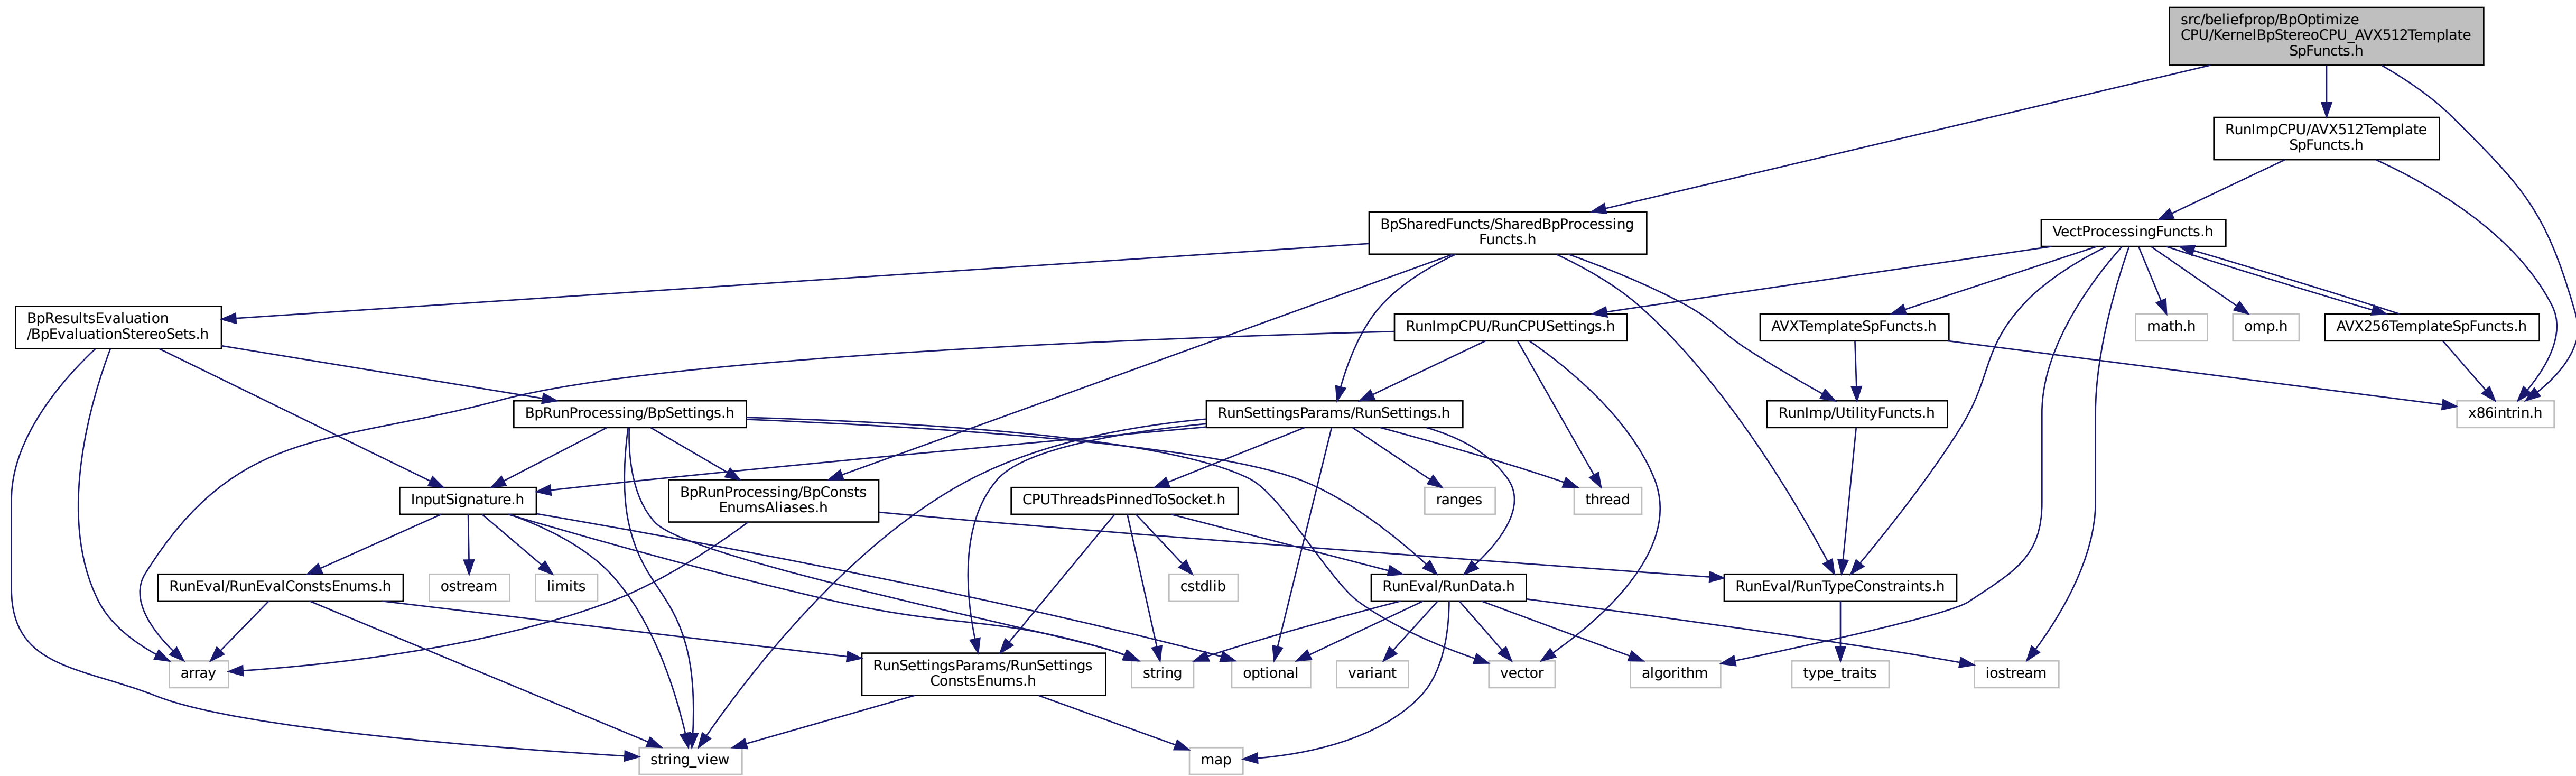 src/beliefprop/BpOptimize
CPU/KernelBpStereoCPU_AVX512Template
SpFuncts.h
RunImpCPU/AVX512Template
SpFuncts.h
BpSharedFuncts/SharedBpProcessing
Functs.h
VectProcessingFuncts.h
BpResultsEvaluation
/BpEvaluationStereoSets.h
RunImpCPU/RunCPUSettings.h
AVXTemplateSpFuncts.h
math.h
omp.h
AVX256TemplateSpFuncts.h
BpRunProcessing/BpSettings.h
RunSettingsParams/RunSettings.h
RunImp/UtilityFuncts.h
x86intrin.h
InputSignature.h
BpRunProcessing/BpConsts
EnumsAliases.h
CPUThreadsPinnedToSocket.h
ranges
thread
RunEval/RunEvalConstsEnums.h
ostream
limits
cstdlib
RunEval/RunData.h
RunEval/RunTypeConstraints.h
array
RunSettingsParams/RunSettings
ConstsEnums.h
string
optional
variant
vector
algorithm
type_traits
iostream
string_view
map